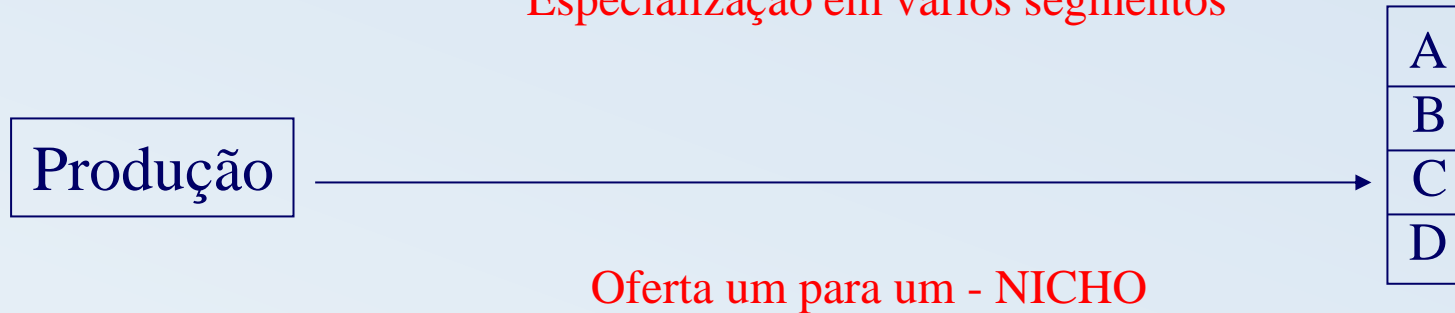 Especialização em vários segmentos
A
B
Produção
C
D
Oferta um para um - NICHO